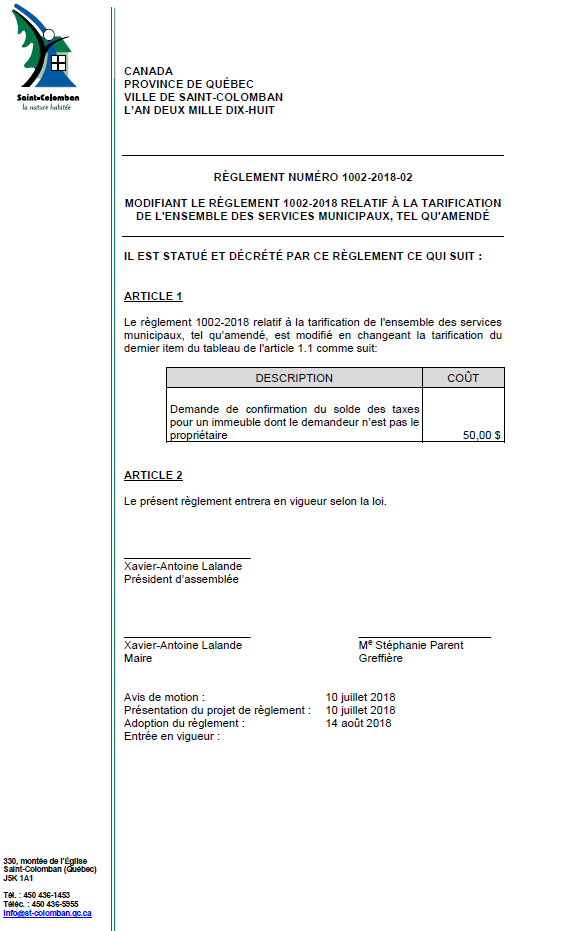 Saint-Colomban
la nature habitée
CANADA
PROVINCE DE QUÉBEC
VILLE DE SAINT-COLOMBAN
L'AN DEUX MILLE DIX-HUIT
RÈGLEMENT NUMÉRO 1002-2018-02
MODIFIANT LE RÈGLEMENT 1002-2018 RELATIF À LA TARIFICATION
DE L'ENSEMBLE DES SERVICES MUNICIPAUX, TEL QU'AMENDÉ
IL EST STATUÉ ET DÉCRÉTÉ PAR CE RÈGLEMENT CE QUI SUIT :
ARTICLE 1
Le règlement 1002-2018 relatif à la tarification de l'ensemble des services
municipaux, tel qu'amendé, est modifié en changeant la tarification du
dernier item du tableau de l'article 1.1 comme suit:
DESCRIPTION COÛT
Demande de confirmation du solde des taxes
pour un immeuble dont le demandeur n'est pas le
propriétaire 50,00 $
ARTICLE 2
Le présent règlement entrera en vigueur selon la loi.
Xavier-Antoine Lalande
Président d'assemblée
Xavier-Antoine Lalande Me Stéphanie Parent
Maire Greffière
Avis de motion : 10 juillet 2018
Présentation du projet de règlement : 10 juillet 2018
Adoption du règlement : 14 août 2018
Entrée en vigueur :
330, montée de l'Église
Saint-Colomban (Québec)
J5K 1A1
Tél. : 450 436-1453
Téléc. : 450 436-5955
info@st-colomban.qc.ca